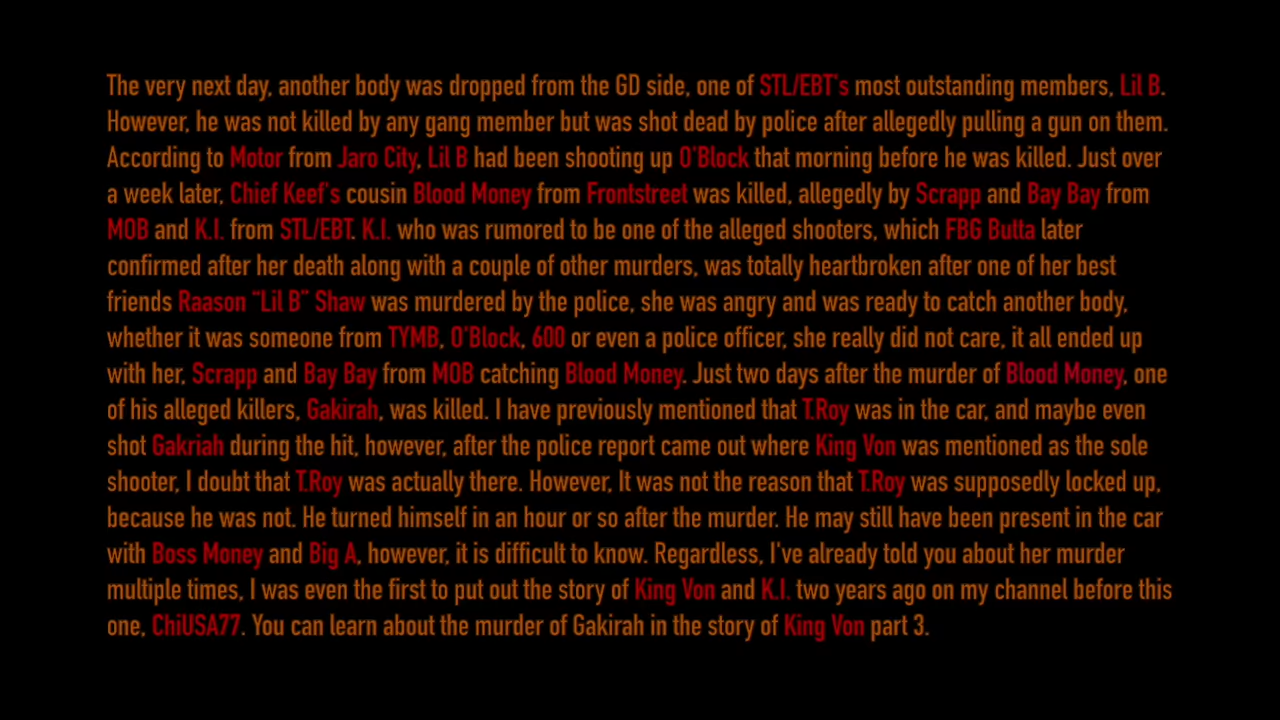 The very next day, another body was dropped from the GD side, one of STL/EBT's most outstanding members, Lil B.
However, he was not killed by any gang member but was shot dead by police after allegedly pulling a gun on them.
According to Motor from Jaro City, Lil B had been shooting up O'Block that morning before he was killed. Just over
a week later, Chief Keef's cousin Blood Money from Frontstreet was killed, allegedly by Scrapp and Bay Bay from
MOB and K.I. from STL/EBT. K.I. who was rumored to be one of the alleged shooters, which FBG Butta later
confirmed after her death along with a couple of other murders, was totally heartbroken after one of her best
friends Raason “Lil B” Shaw was murdered by the police, she was angry and was ready to catch another body,
whether it was someone from TYMB, O'Block, 600 or even a police officer, she really did not care, it all ended up
with her, Scrapp and Bay Bay from MOB catching Blood Money. Just two days after the murder of Blood Money, one
of his alleged killers, Gakirah, was killed. I have previously mentioned that T.Roy was in the car, and maybe even
shot Gakriah during the hit, however, after the police report came out where King Von was mentioned as the sole
shooter, I doubt that T.Roy was actually there. However, It was not the reason that T.Roy was supposedly locked up,
because he was not. He turned himself in an hour or so after the murder. He may still have been present in the car
with Boss Money and Big A, however, it is difficult to know. Regardless, I've already told you about her murder
multiple times, I was even the first to put out the story of King Von and K.I. two years ago on my channel before this
one, ChiUSA77. You can learn about the murder of Gakirah in the story of King Von part 3.